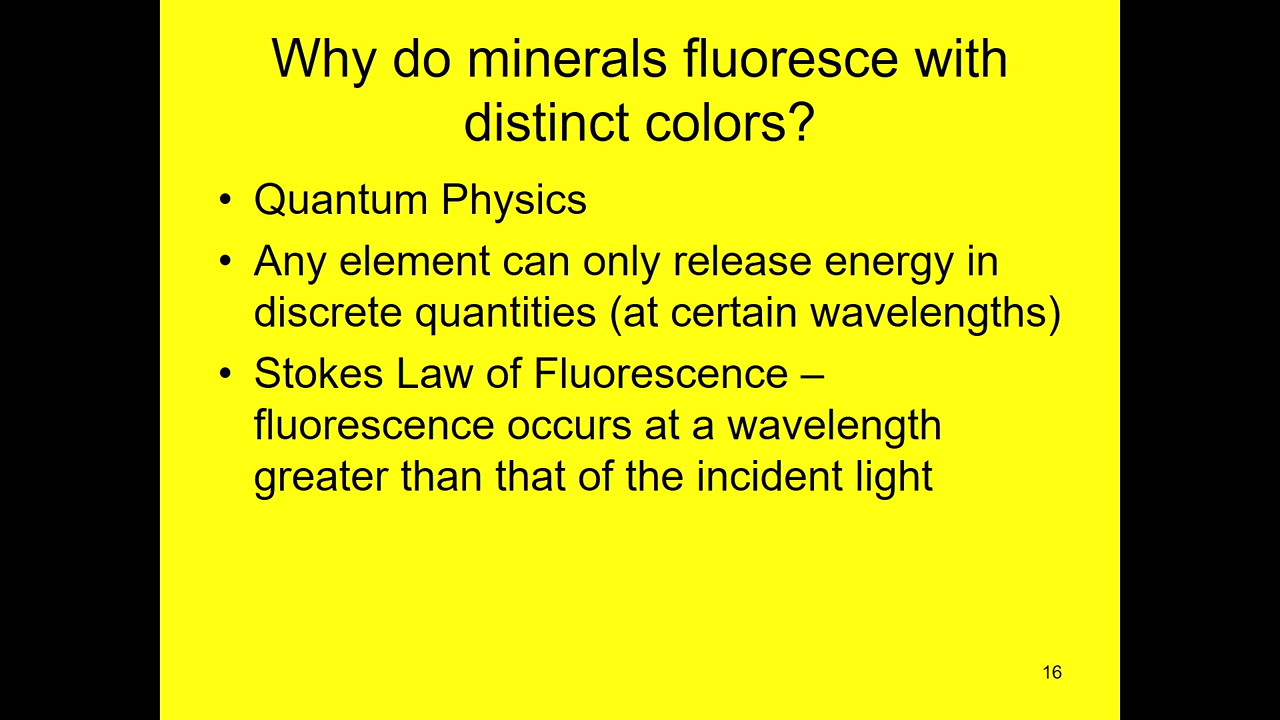 Why do minerals fluoresce with
distinct colors?
• Quantum Physics
• Any element can only release energy in
discrete quantities (at certain wavelengths)
• Stokes Law of Fluorescence –
fluorescence occurs at a wavelength
greater than that of the incident light
16